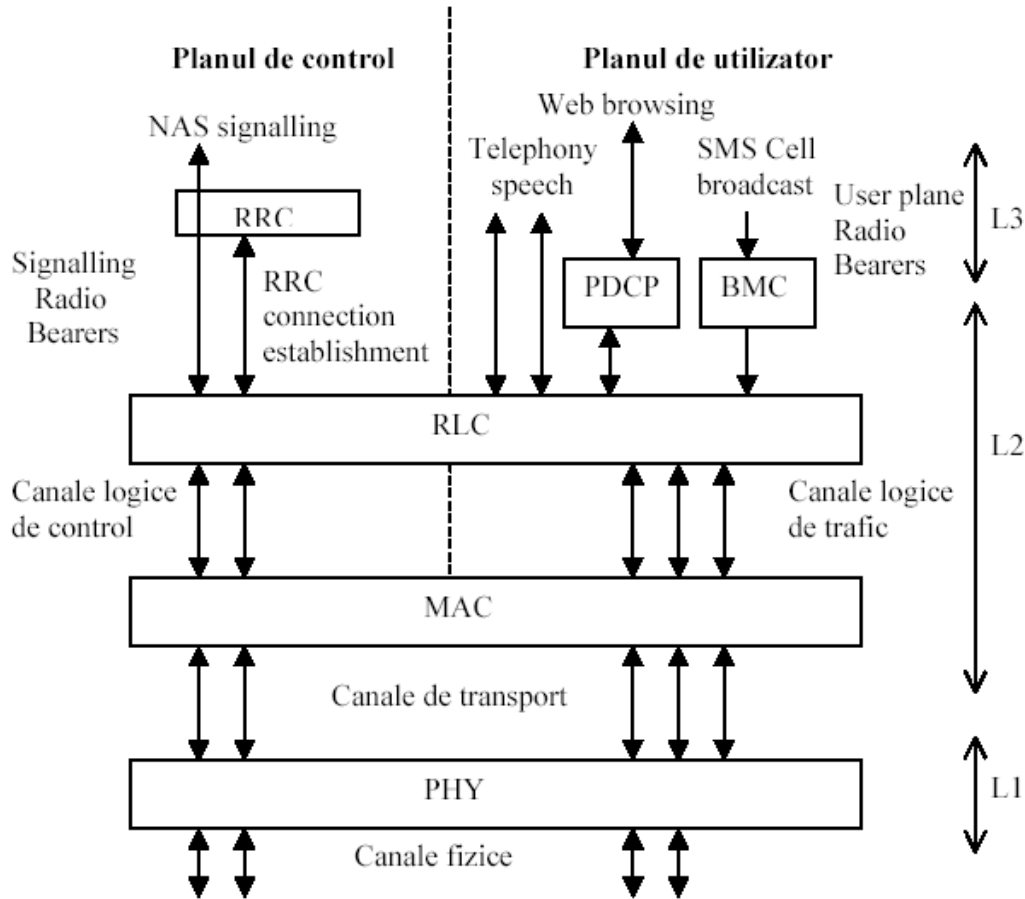 Planul de control
Planul de utilizator
NAS signalling
Web browsing
Telephony
speech
SMS Cell
broadcast
User plane
Radio
Bearers
L3
RRC
Signalling
Radio
Bearers
RRC
connection
establishment
PDCP
BMC
RLC
L2
Canale logice
de control
Canale logice
de trafic
MAC
Canale de transport
PHY
L1
Canale fizice